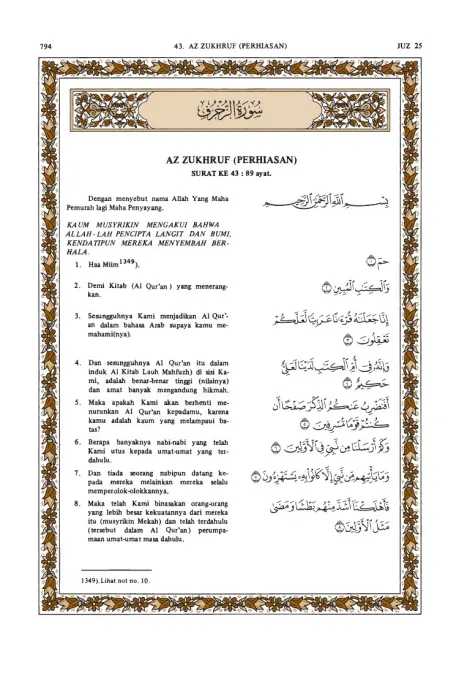 794
43. AZ ZUKHRUF (PERHIASAN)
JUZ 25
سُورَةُ الزُّخْرُفِ
AZ ZUKHRUF (PERHIASAN)
SURAT KE 43 : 89 ayat.
Dengan menyebut nama Allah Yang Maha
Pemurah lagi Maha Penyayang.
بِسْمِ اللَّهِ الرَّحْمَٰنِ الرَّحِيمِ
KAUM MUSYRIKIN MENGAKUI BAHWA
ALLAH-LAH PENCIPTA LANGIT DAN BUMI,
KENDATIPUN MEREKA MENYEMBAH BER-
HALA.
1. Haa Miim1349).
حمٓ ۝١
2. Demi Kitab (Al Qur'an ) yang menerang-
kan.
وَالْكِتَٰبِ الْمُبِينِ ۝٢
3. Sesungguhnya Kami menjadikan Al Qur'-
an dalam bahasa Arab supaya kamu me-
mahami(nya).
إِنَّا جَعَلْنَٰهُ قُرْءَٰنًا عَرَبِيًّا لَعَلَّكُمْ
تَعْقِلُونَ ۝٣
4. Dan sesungguhnya Al Qur'an itu dalam
induk Al Kitab Lauh Mahfuzh) di sisi Ka-
mi, adalah benar-benar tinggi (nilainya)
dan amat banyak mengandung hikmah.
وَإِنَّهُ فِىٓ أُمِّ الْكِتَٰبِ لَدَيْنَا لَعَلِىٌّ
حَكِيمٌ ۝٤
5. Maka apakah Kami akan berhenti me-
nurunkan Al Qur'an kepadamu, karena
kamu adalah kaum yang melampaui ba-
tas?
أَفَنَضْرِبُ عَنكُمُ الذِّكْرَ صَفْحًا أَن
كُنتُمْ قَوْمًا مُّسْرِفِينَ ۝٥
6. Berapa banyaknya nabi-nabi yang telah
Kami utus kepada umat-umat yang ter-
dahulu.
وَكَمْ أَرْسَلْنَا مِن نَّبِىٍّ فِى الْأَوَّلِينَ ۝٦
7. Dan tiada seorang nabipun datang ke-
pada mereka melainkan mereka selalu
memperolok-olokkannya.
وَمَا يَأْتِيهِم مِّن نَّبِىٍّ إِلَّا كَانُوا بِهِۦ يَسْتَهْزِءُونَ ۝٧
8. Maka telah Kami binasakan orang-orang
yang lebih besar kekuatannya dari mereka
itu (musyrikin Mekah) dan telah terdahulu
(tersebut dalam Al Qur'an) perumpa-
maan umat-umat masa dahulu.
فَأَهْلَكْنَا أَشَدَّ مِنْهُم بَطْشًا وَمَضَىٰ
مَثَلُ الْأَوَّلِينَ ۝٨
1349). Lihat not no. 10.